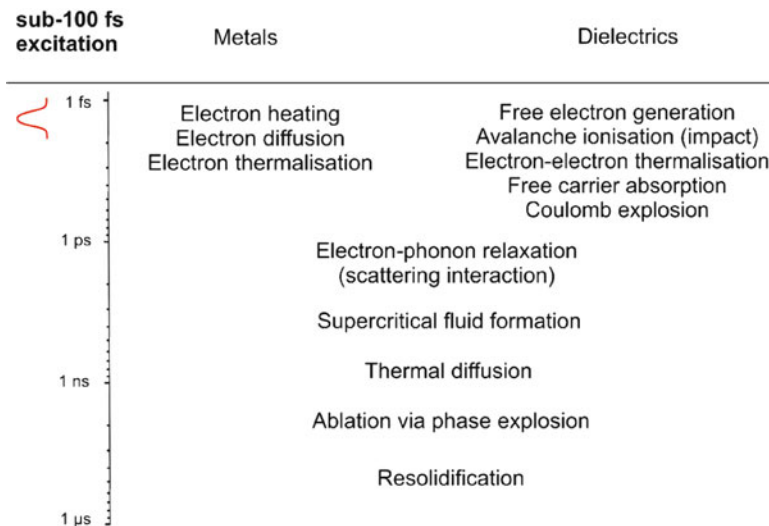 sub-100 fs
excitation
Metals
Dielectrics
1 fs
Electron heating
Electron diffusion
Electron thermalisation
Free electron generation
Avalanche ionisation (impact)
Electron-electron thermalisation
Free carrier absorption
Coulomb explosion
1 ps
Electron-phonon relaxation
(scattering interaction)
Supercritical fluid formation
Thermal diffusion
1 ns
Ablation via phase explosion
Resolidification
1 µs